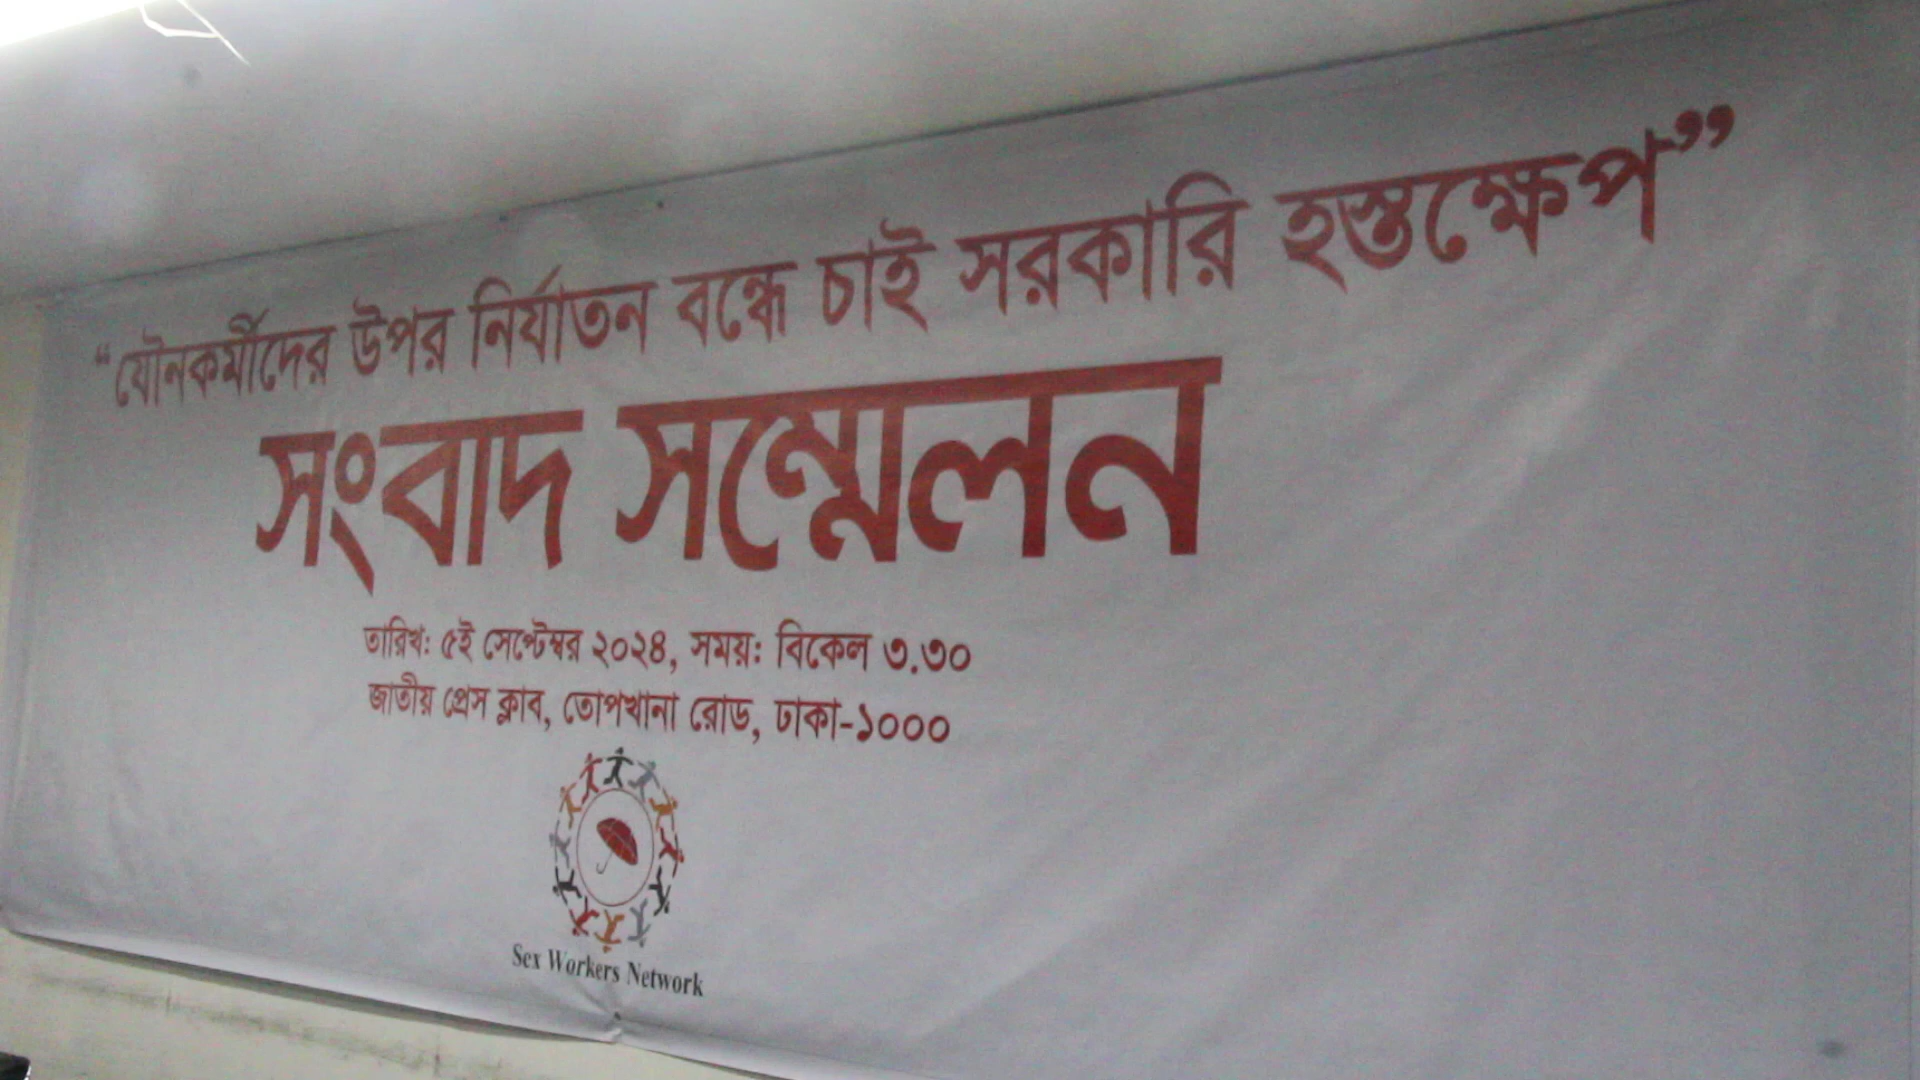 “যৌনকর্মীদের উপর নির্যাতন বন্ধে চাই সরকারি হস্তক্ষেপ”
সংবাদ সম্মেলন
তারিখ: ৫ই সেপ্টেম্বর ২০২৪, সময়: বিকেল ৩.৩০
জাতীয় প্রেস ক্লাব, তোপখানা রোড, ঢাকা-১০০০
Sex Workers Network